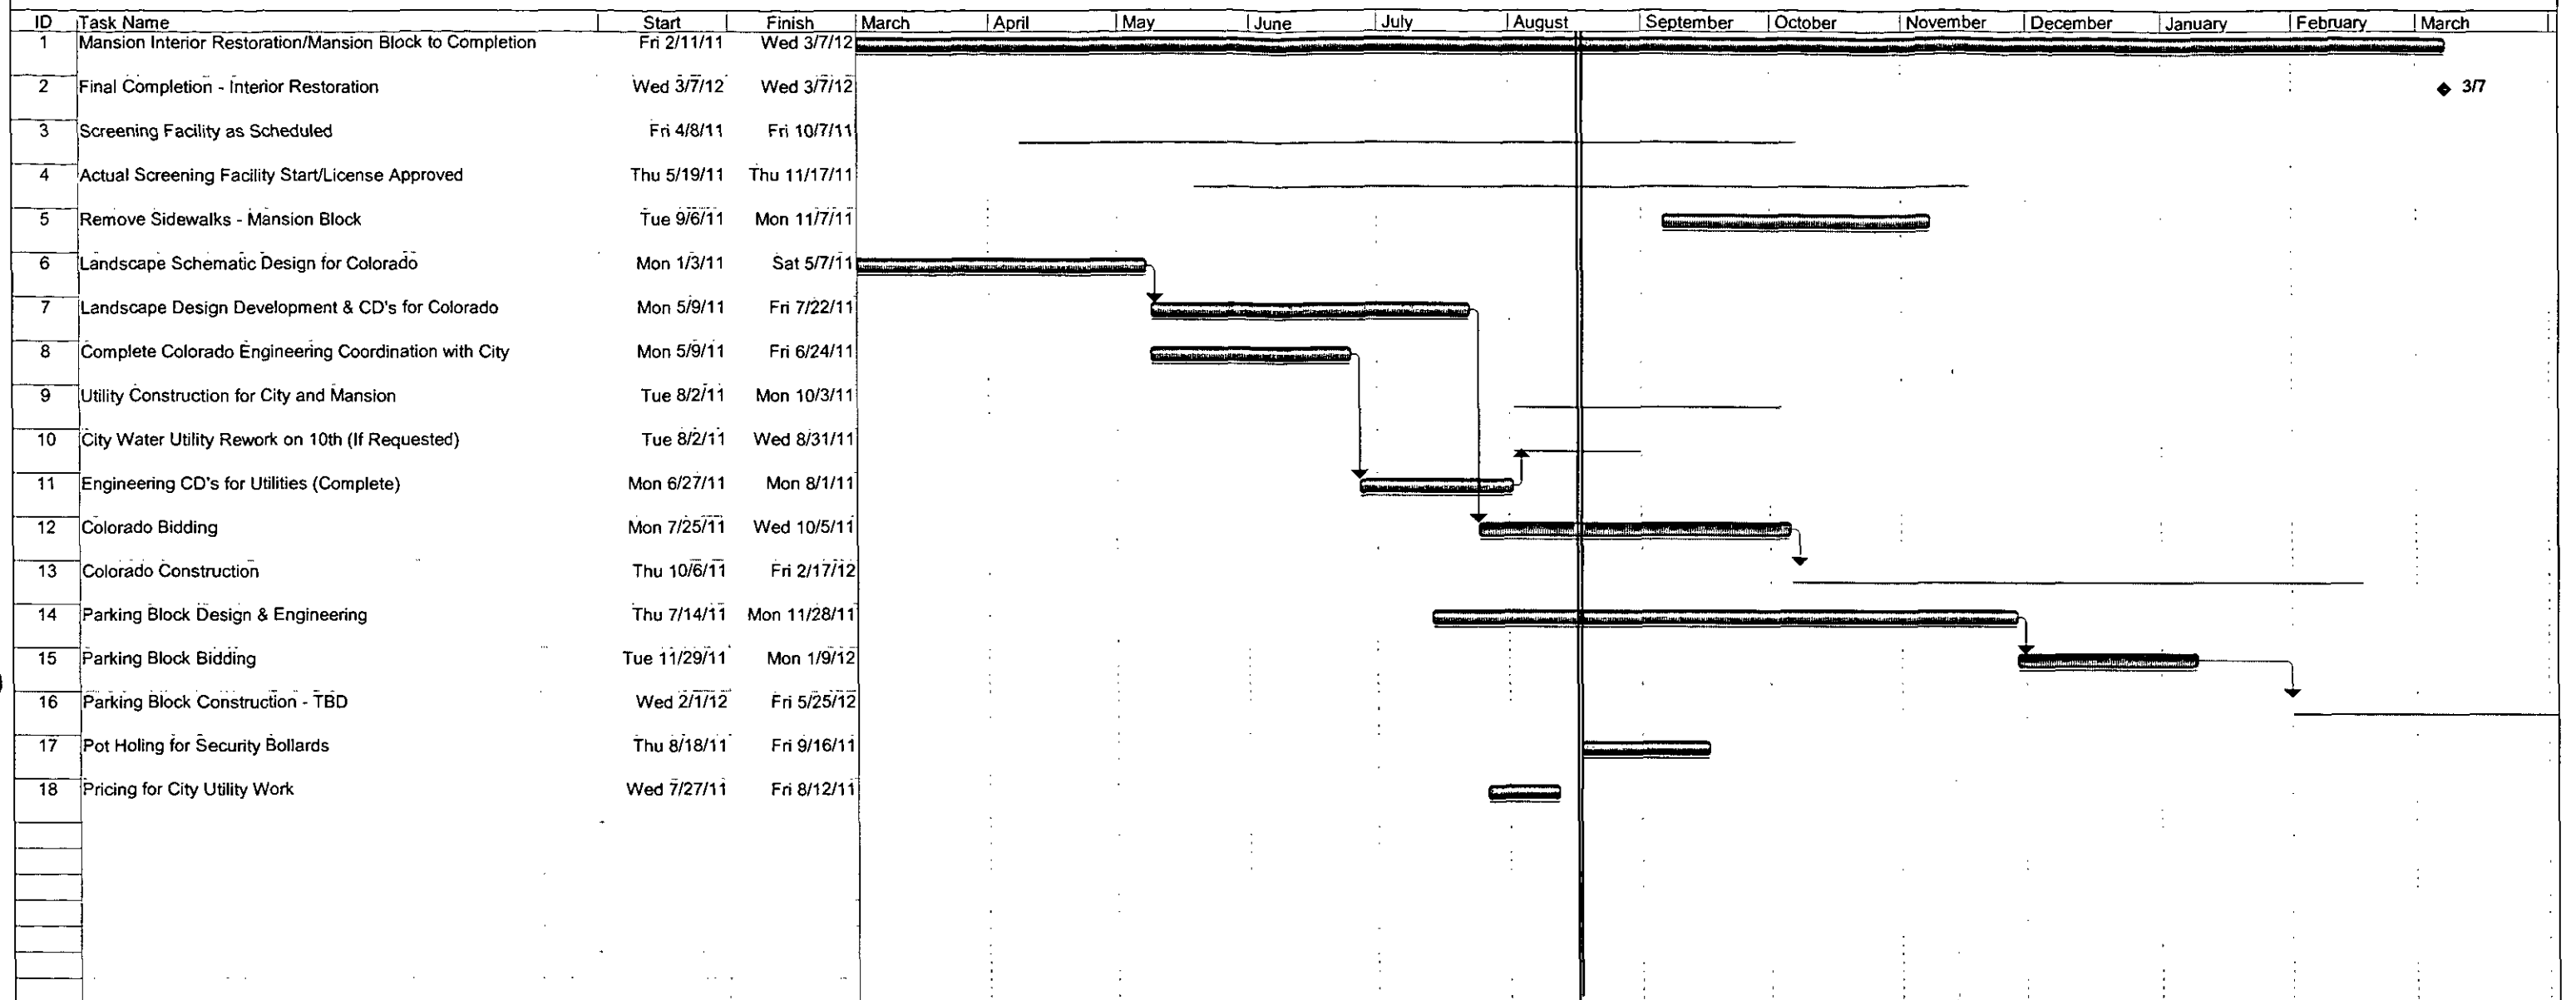 ID Task Name Start Finish March April May June July August September October November December January February March
1 Mansion Interior Restoration/Mansion Block to Completion Fri 2/11/11 Wed 3/7/12
2 Final Completion - Interior Restoration Wed 3/7/12 Wed 3/7/12 3/7
3 Screening Facility as Scheduled Fri 4/8/11 Fri 10/7/11
4 Actual Screening Facility Start/License Approved Thu 5/19/11 Thu 11/17/11
5 Remove Sidewalks - Mansion Block Tue 9/6/11 Mon 11/7/11
6 Landscape Schematic Design for Colorado Mon 1/3/11 Sat 5/7/11
7 Landscape Design Development & CD's for Colorado Mon 5/9/11 Fri 7/22/11
8 Complete Colorado Engineering Coordination with City Mon 5/9/11 Fri 6/24/11
9 Utility Construction for City and Mansion Tue 8/2/11 Mon 10/3/11
10 City Water Utility Rework on 10th (If Requested) Tue 8/2/11 Wed 8/31/11
11 Engineering CD's for Utilities (Complete) Mon 6/27/11 Mon 8/1/11
12 Colorado Bidding Mon 7/25/11 Wed 10/5/11
13 Colorado Construction Thu 10/6/11 Fri 2/17/12
14 Parking Block Design & Engineering Thu 7/14/11 Mon 11/28/11
15 Parking Block Bidding Tue 11/29/11 Mon 1/9/12
16 Parking Block Construction - TBD Wed 2/1/12 Fri 5/25/12
17 Pot Holing for Security Bollards Thu 8/18/11 Fri 9/16/11
18 Pricing for City Utility Work Wed 7/27/11 Fri 8/12/11